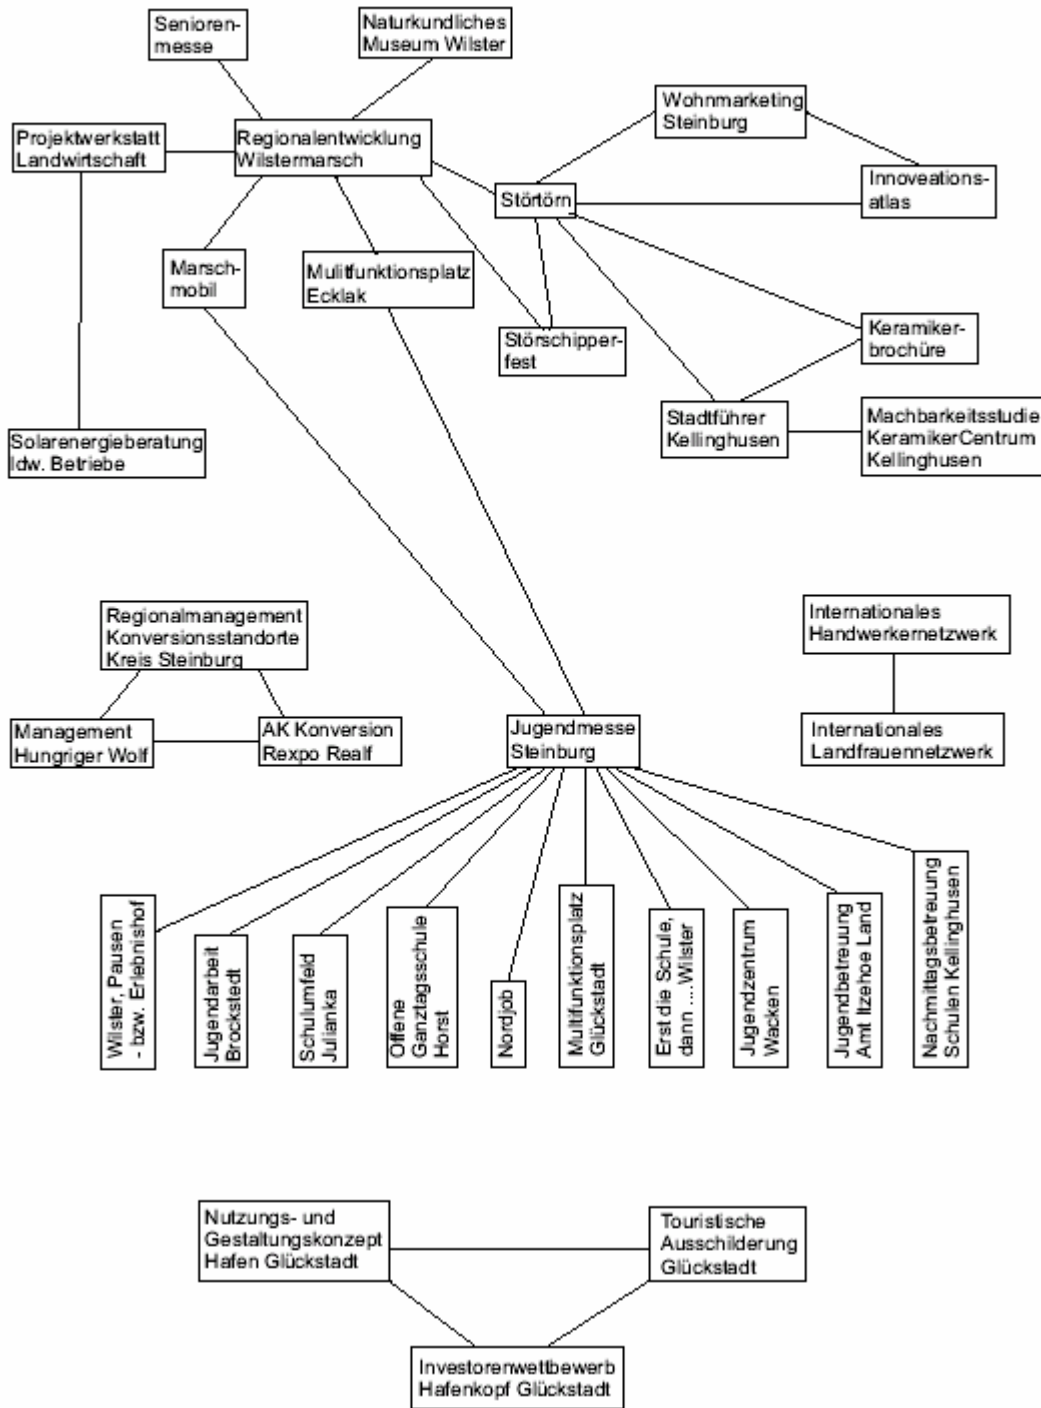 Senioren-
messe
Naturkundliches
Museum Wilster
Wohnmarketing
Steinburg
Projektwerkstatt
Landwirtschaft
Regionalentwicklung
Wilstermarsch
Innoveations-
atlas
Störtörn
Marsch-
mobil
Mulitfunktionsplatz
Ecklak
Störschipper-
fest
Keramiker-
brochüre
Stadtführer
Kellinghusen
Machbarkeitsstudie
KeramikerCentrum
Kellinghusen
Solarenergieberatung
ldw. Betriebe
Regionalmanagement
Konversionsstandorte
Kreis Steinburg
Internationales
Handwerkernetzwerk
Management
Hungriger Wolf
AK Konversion
Rexpo Realf
Jugendmesse
Steinburg
Internationales
Landfrauennetzwerk
Wilster, Pausen
- bzw. Erlebnishof
Jugendarbeit
Brockstedt
Schulumfeld
Julianka
Offene
Ganztagsschule
Horst
Nordjob
Multifunktionsplatz
Glückstadt
Erst die Schule,
dann ....Wilster
Jugendzentrum
Wacken
Jugendbetreuung
Amt Itzehoe Land
Nachmittagsbetreuung
Schulen Kellinghusen
Nutzungs- und
Gestaltungskonzept
Hafen Glückstadt
Touristische
Ausschilderung
Glückstadt
Investorenwettbewerb
Hafenkopf Glückstadt